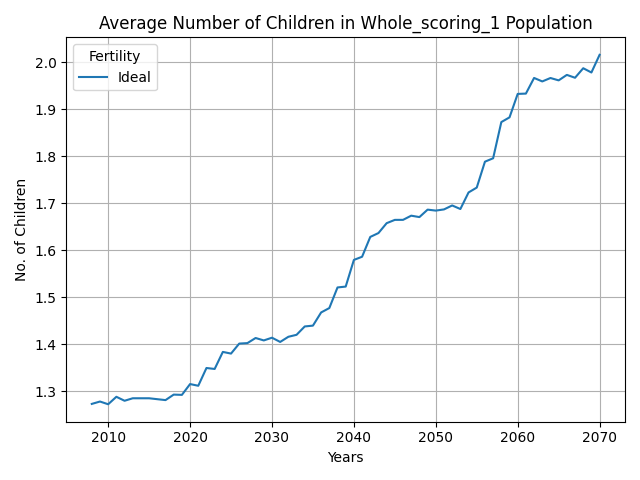 Average Number of Children in Whole_scoring_1 Population
Fertility
Ideal
No. of Children
2.0
1.9
1.8
1.7
1.6
1.5
1.4
1.3
2010 2020 2030 2040 2050 2060 2070
Years